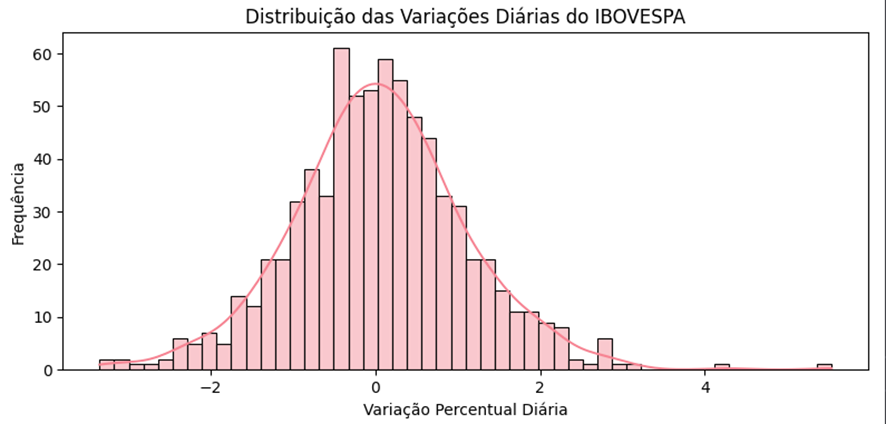 Distribuição das Variações Diárias do IBOVESPA
60
50
40
30
20
10
0
Frequência
−2 0 2 4
Variação Percentual Diária